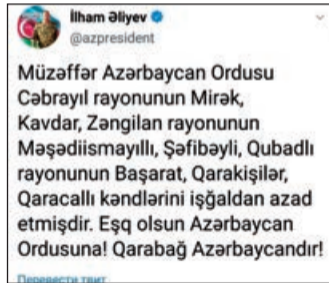 İlham Əliyev
@azpresident
Müzəffər Azərbaycan Ordusu
Cəbrayıl rayonunun Mirək,
Kavdar, Zəngilan rayonunun
Məşədiismayıllı, Şəfibəyli, Qubadlı
rayonunun Başarat, Qarakişilər,
Qaracallı kəndlərini işğaldan azad
etmişdir. Eşq olsun Azərbaycan
Ordusuna! Qarabağ Azərbaycandır!
Перевести твит